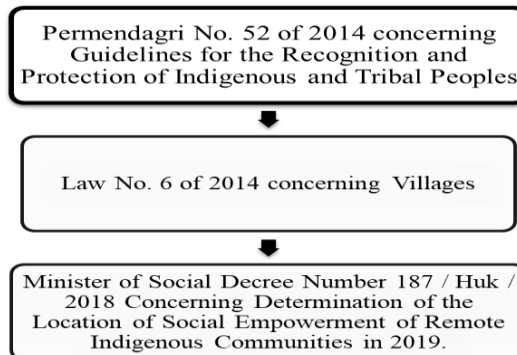 Permendagri No. 52 of 2014 concerning
Guidelines for the Recognition and
Protection of Indigenous and Tribal Peoples
Law No. 6 of 2014 concerning Villages
Minister of Social Decree Number 187 / Huk /
2018 Concerning Determination of the
Location of Social Empowerment of Remote
Indigenous Communities in 2019.